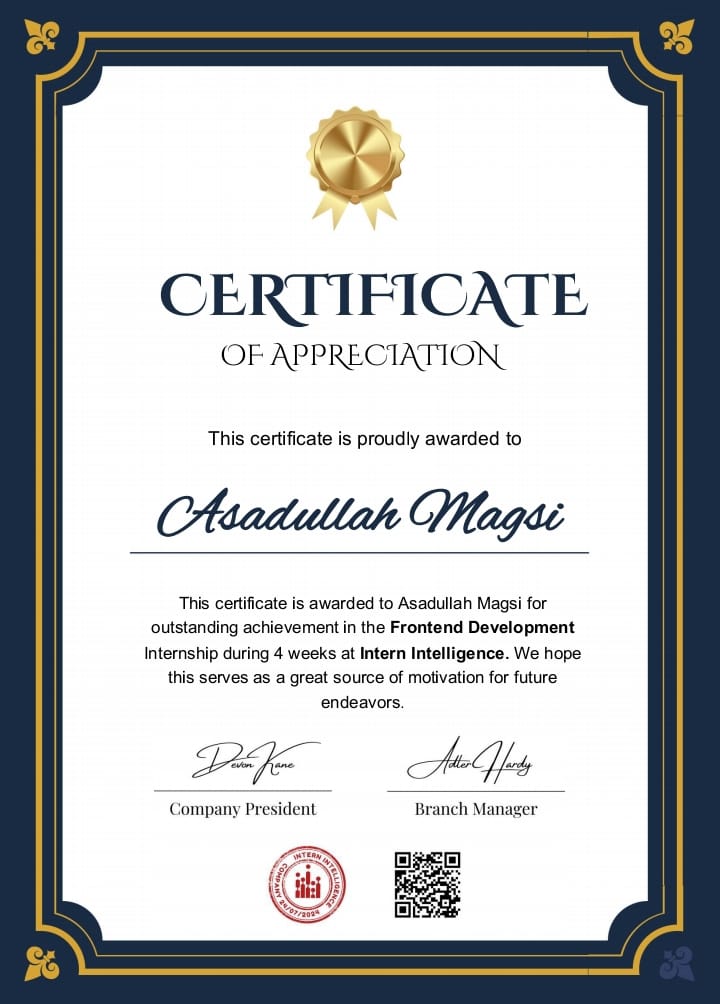 CERTIFICATE
OF APPRECIATION
This certificate is proudly awarded to
Asadullah Magsi
This certificate is awarded to Asadullah Magsi for
outstanding achievement in the Frontend Development
Internship during 4 weeks at Intern Intelligence. We hope
this serves as a great source of motivation for future
endeavors.
Devon Kane
Adter Hardy
Company President
Branch Manager
INTERN INTELLIGENCE
COMPANY 24/07/2024